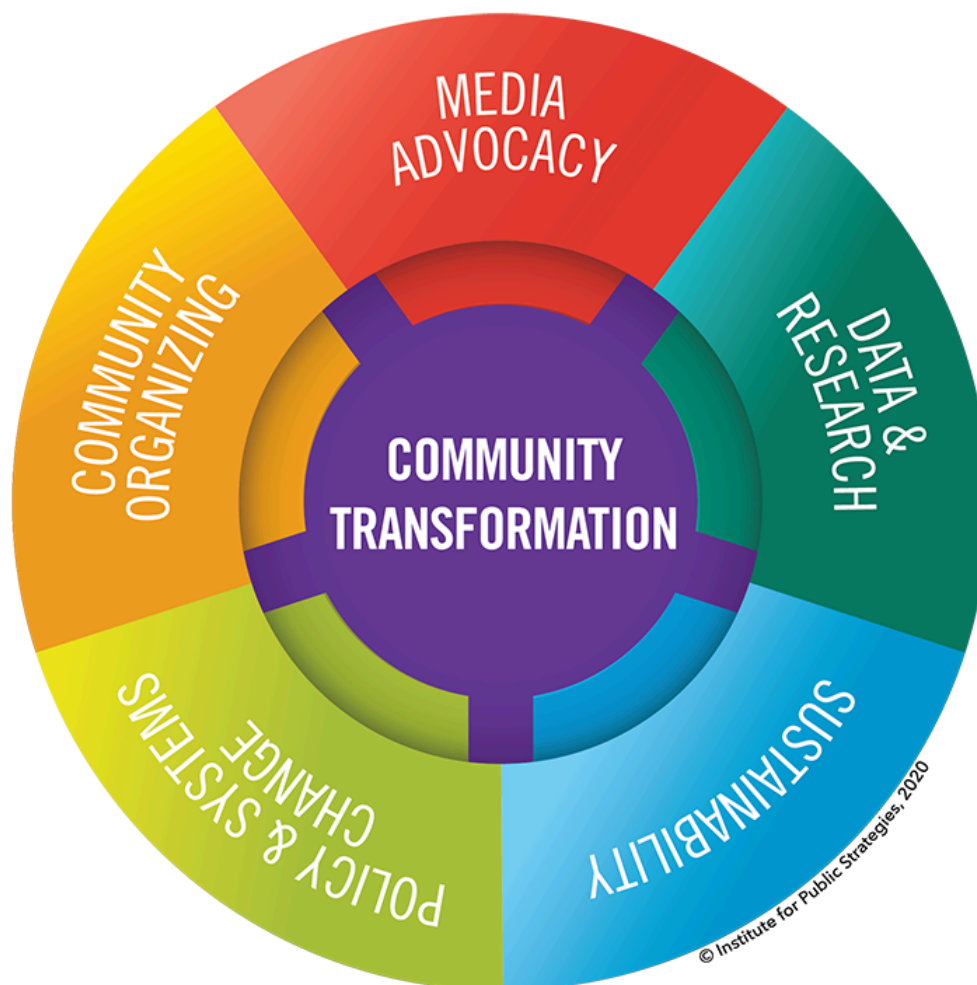 MEDIA
ADVOCACY
DATA &
RESEARCH
SUSTAINABILITY
POLICY & SYSTEMS
CHANGE
COMMUNITY
ORGANIZING
COMMUNITY
TRANSFORMATION
© Institute for Public Strategies, 2020